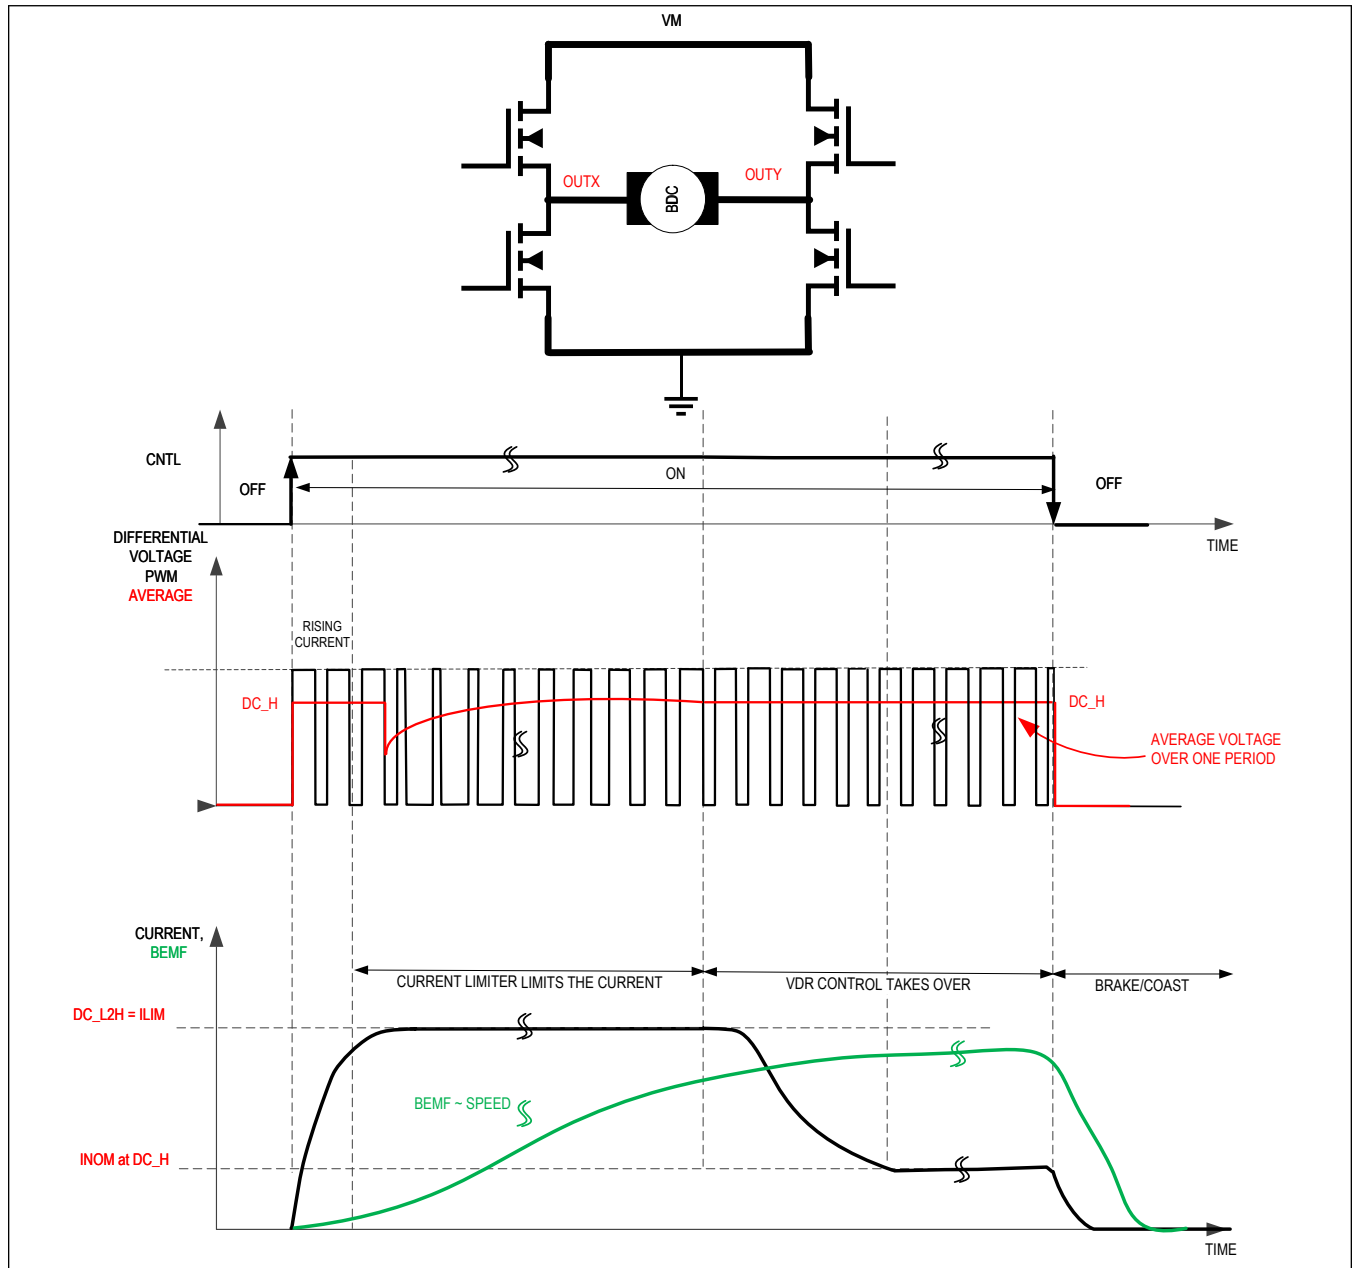 VM
OUTX
OUTY
BDC
CNTL
OFF
ON
OFF
TIME
DIFFERENTIAL
VOLTAGE
PWM
AVERAGE
RISING
CURRENT
DC_H
DC_H
AVERAGE VOLTAGE
OVER ONE PERIOD
CURRENT,
BEMF
CURRENT LIMITER LIMITS THE CURRENT
VDR CONTROL TAKES OVER
BRAKE/COAST
DC_L2H = ILIM
BEMF ~ SPEED
INOM at DC_H
TIME